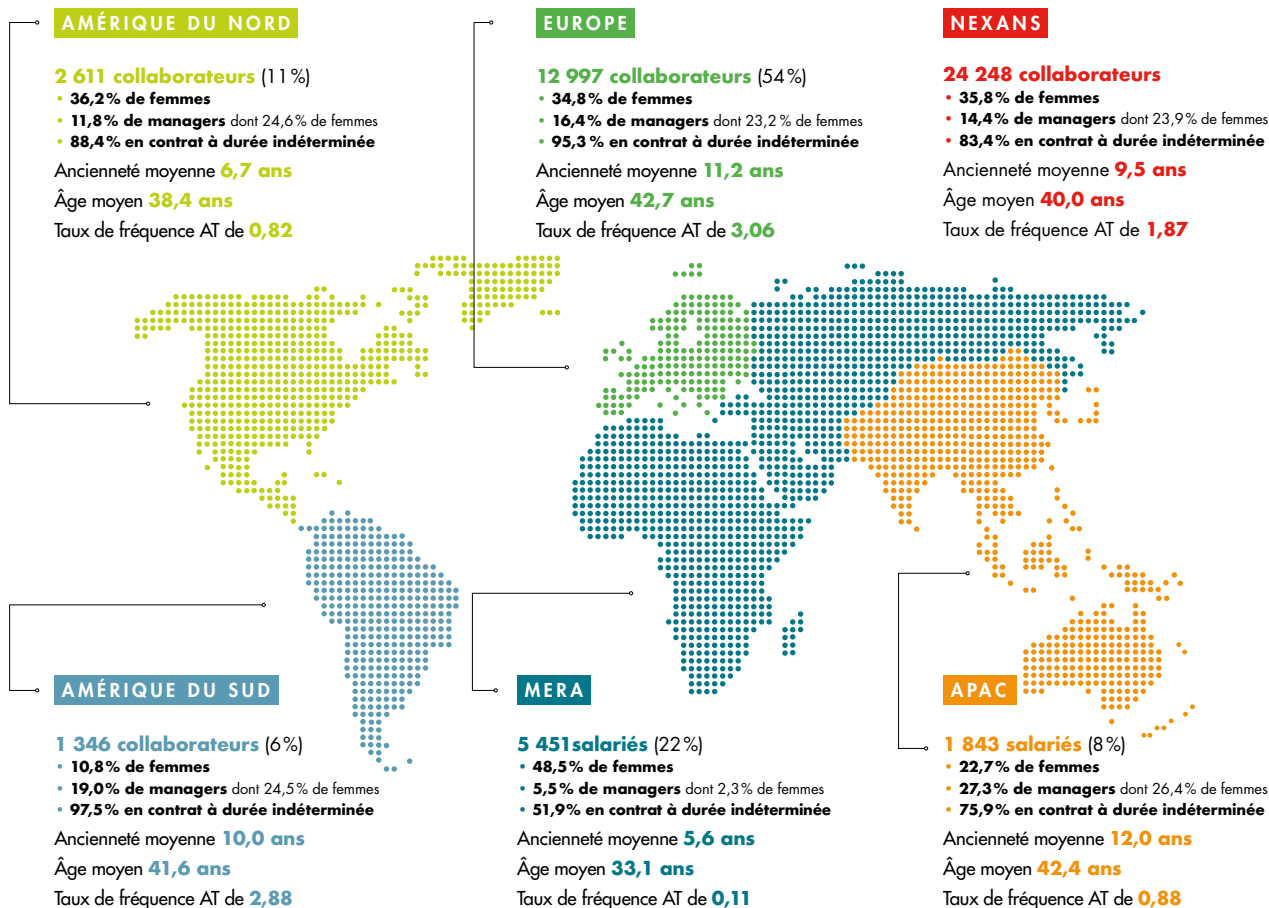 AMÉRIQUE DU NORD
2 611 collaborateurs (11 %)
• 36,2 % de femmes
• 11,8 % de managers dont 24,6 % de femmes
• 88,4 % en contrat à durée indéterminée
Ancienneté moyenne 6,7 ans
Âge moyen 38,4 ans
Taux de fréquence AT de 0,82
EUROPE
12 997 collaborateurs (54 %)
• 34,8 % de femmes
• 16,4 % de managers dont 23,2 % de femmes
• 95,3 % en contrat à durée indéterminée
Ancienneté moyenne 11,2 ans
Âge moyen 42,7 ans
Taux de fréquence AT de 3,06
NEXANS
24 248 collaborateurs
• 35,8 % de femmes
• 14,4 % de managers dont 23,9 % de femmes
• 83,4 % en contrat à durée indéterminée
Ancienneté moyenne 9,5 ans
Âge moyen 40,0 ans
Taux de fréquence AT de 1,87
AMÉRIQUE DU SUD
1 346 collaborateurs (6 %)
• 10,8 % de femmes
• 19,0 % de managers dont 24,5 % de femmes
• 97,5 % en contrat à durée indéterminée
Ancienneté moyenne 10,0 ans
Âge moyen 41,6 ans
Taux de fréquence AT de 2,88
MERA
5 451salariés (22 %)
• 48,5 % de femmes
• 5,5 % de managers dont 2,3 % de femmes
• 51,9 % en contrat à durée indéterminée
Ancienneté moyenne 5,6 ans
Âge moyen 33,1 ans
Taux de fréquence AT de 0,11
APAC
1 843 salariés (8 %)
• 22,7 % de femmes
• 27,3 % de managers dont 26,4 % de femmes
• 75,9 % en contrat à durée indéterminée
Ancienneté moyenne 12,0 ans
Âge moyen 42,4 ans
Taux de fréquence AT de 0,88